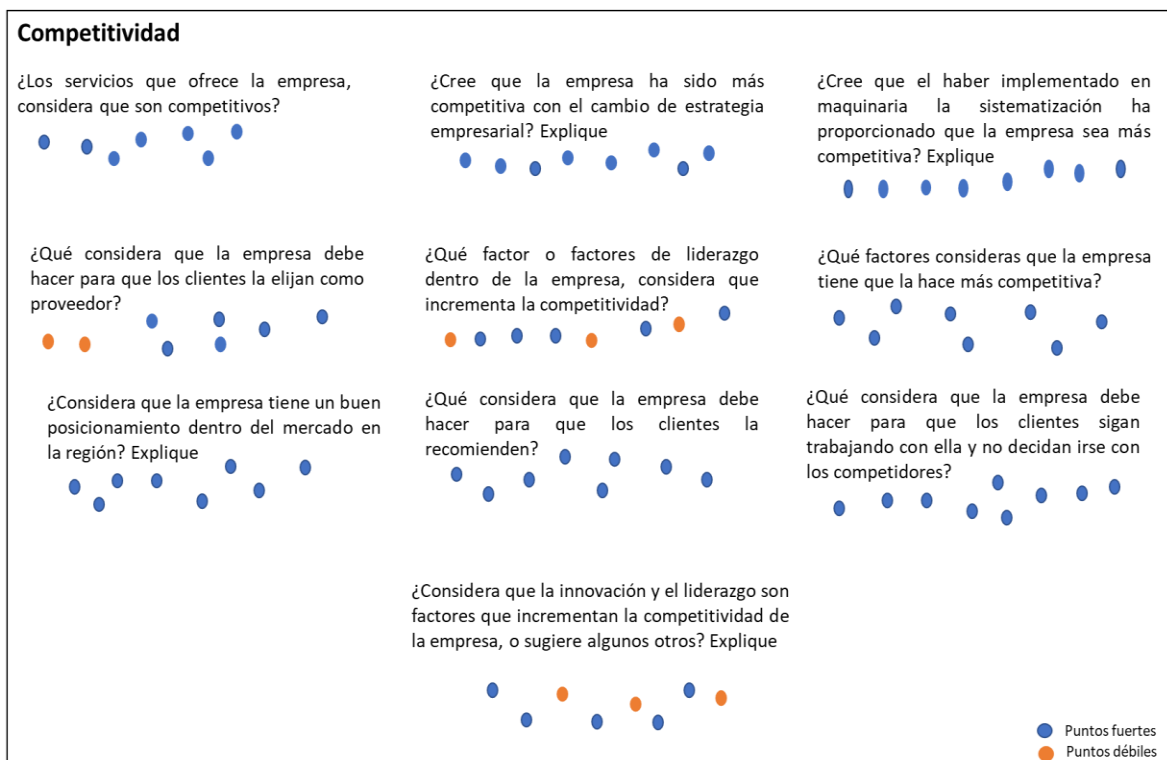 Competitividad
¿Los servicios que ofrece la empresa,
considera que son competitivos?
¿Cree que la empresa ha sido más
competitiva con el cambio de estrategia
empresarial? Explique
¿Cree que el haber implementado en
maquinaria la sistematización ha
proporcionado que la empresa sea más
competitiva? Explique
¿Qué considera que la empresa debe
hacer para que los clientes la elijan como
proveedor?
¿Qué factor o factores de liderazgo
dentro de la empresa, considera que
incrementa la competitividad?
¿Qué factores consideras que la empresa
tiene que la hace más competitiva?
¿Considera que la empresa tiene un buen
posicionamiento dentro del mercado en
la región? Explique
¿Qué considera que la empresa debe
hacer para que los clientes la
recomienden?
¿Qué considera que la empresa debe
hacer para que los clientes sigan
trabajando con ella y no decidan irse con
los competidores?
¿Considera que la innovación y el liderazgo son
factores que incrementan la competitividad de
la empresa, o sugiere algunos otros? Explique
Puntos fuertes
Puntos débiles